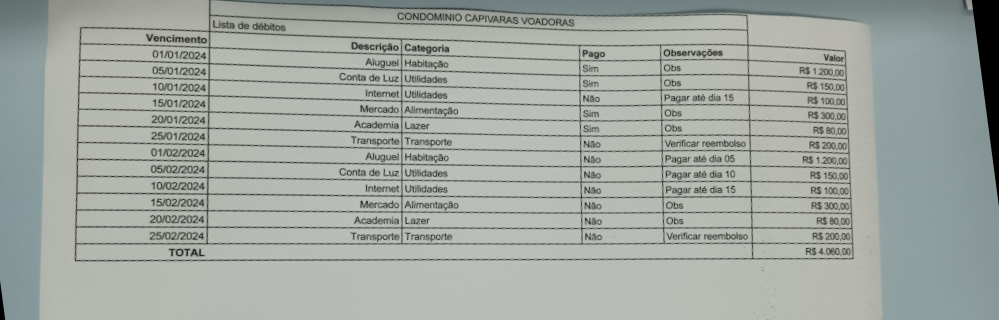 CONDOMINIO CAPIVARAS VOADORAS
Lista de débitos
Vencimento Descrição Categoria Pago Observações Valor
01/01/2024 Aluguel Habitação Sim Obs R$ 1.200,00
05/01/2024 Conta de Luz Utilidades Sim Obs R$ 150,00
10/01/2024 Internet Utilidades Não Pagar até dia 15 R$ 100,00
15/01/2024 Mercado Alimentação Sim Obs R$ 300,00
20/01/2024 Academia Lazer Sim Obs R$ 80,00
25/01/2024 Transporte Transporte Não Verificar reembolso R$ 200,00
01/02/2024 Aluguel Habitação Não Pagar até dia 05 R$ 1.200,00
05/02/2024 Conta de Luz Utilidades Não Pagar até dia 10 R$ 150,00
10/02/2024 Internet Utilidades Não Pagar até dia 15 R$ 100,00
15/02/2024 Mercado Alimentação Não Obs R$ 300,00
20/02/2024 Academia Lazer Não Obs R$ 80,00
25/02/2024 Transporte Transporte Não Verificar reembolso R$ 200,00
TOTAL R$ 4.060,00